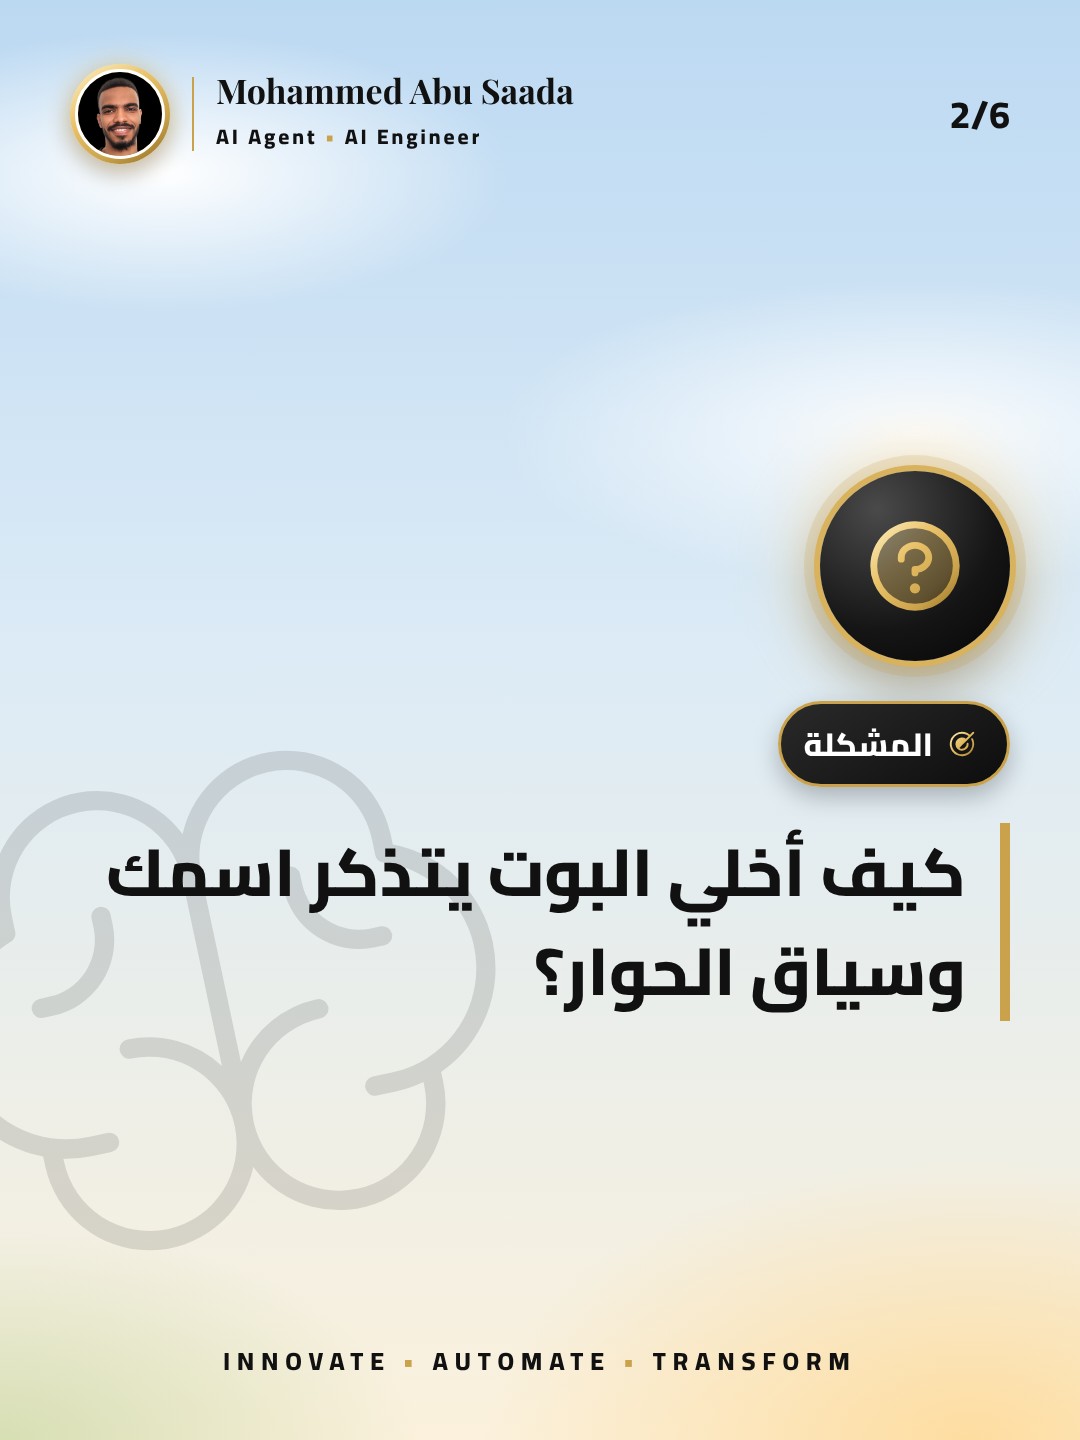 Mohammed Abu Saada
AI Agent ▪ AI Engineer
2/6
المشكلة
كيف أخلي البوت يتذكر اسمك
وسياق الحوار؟
INNOVATE ▪ AUTOMATE ▪ TRANSFORM